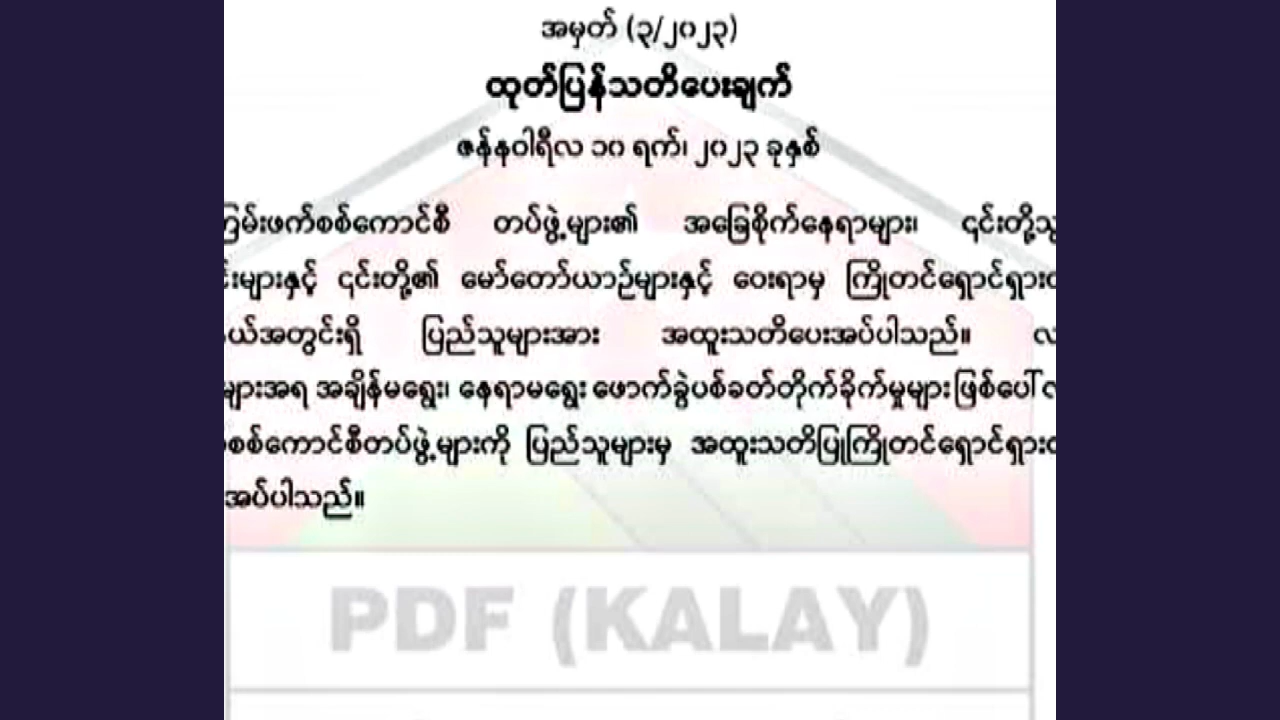 အမှတ် (၃/၂၀၂၃)
ထုတ်ပြန်သတိပေးချက်
ဇန်နဝါရီလ ၁၀ ရက်၊ ၂၀၂၃ ခုနှစ်
ကြမ်းဖက်စစ်ကောင်စီ တပ်ဖွဲ့များ၏ အခြေစိုက်နေရာများ၊ ၎င်းတို့သွ
များနှင့် ၎င်းတို့၏ မော်တော်ယာဉ်များနှင့် ဝေးရာမှ ကြိုတင်ရှောင်ရှား
နယ်အတွင်းရှိ ပြည်သူများအား အထူးသတိပေးအပ်ပါသည်။
များအရ အချိန်မရွေး၊ နေရာမရွေး ဖောက်ခွဲပစ်ခတ်တိုက်ခိုက်မှုများ ဖြစ်ပေါ်
စစ်ကောင်စီတပ်ဖွဲ့များကို ပြည်သူများမှ အထူးသတိပြုကြိုတင်ရှောင်ရှား
အပ်ပါသည်။
PDF (KALAY)